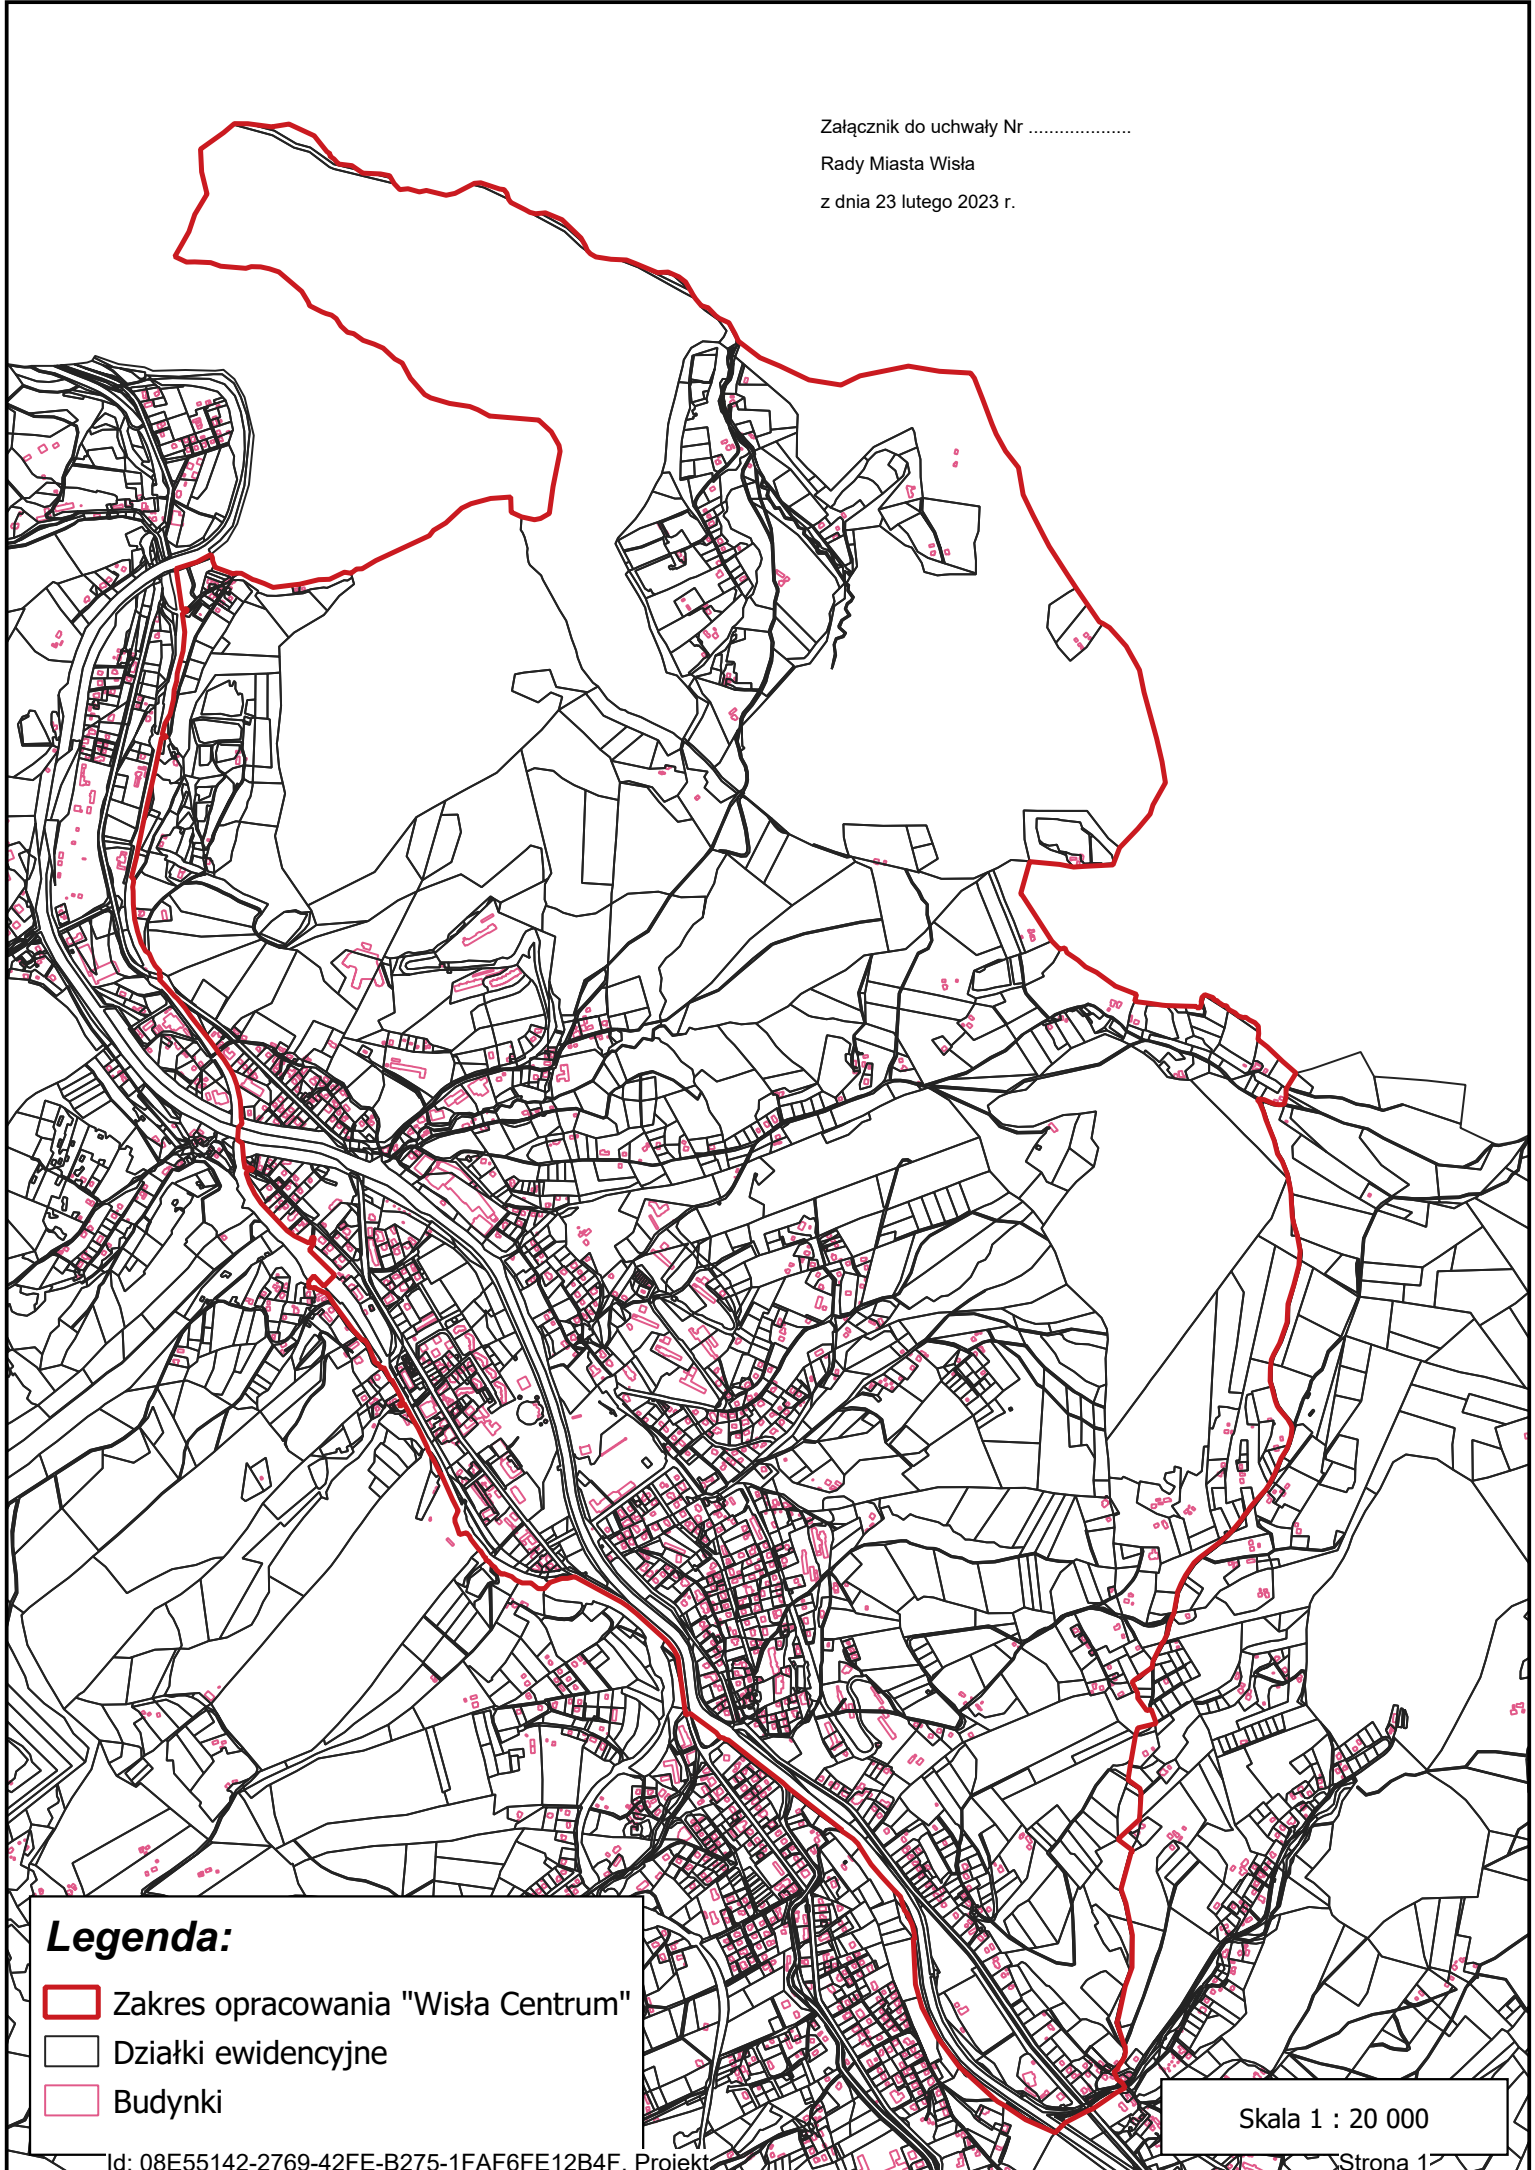 Załącznik do uchwały Nr ....................
Rady Miasta Wisła
z dnia 23 lutego 2023 r.
Legenda:
Zakres opracowania "Wisła Centrum"
Działki ewidencyjne
Budynki
Skala 1 : 20 000
Id: 08E55142-2769-42FE-B275-1FAF6FE12B4F. Projekt
Strona 1